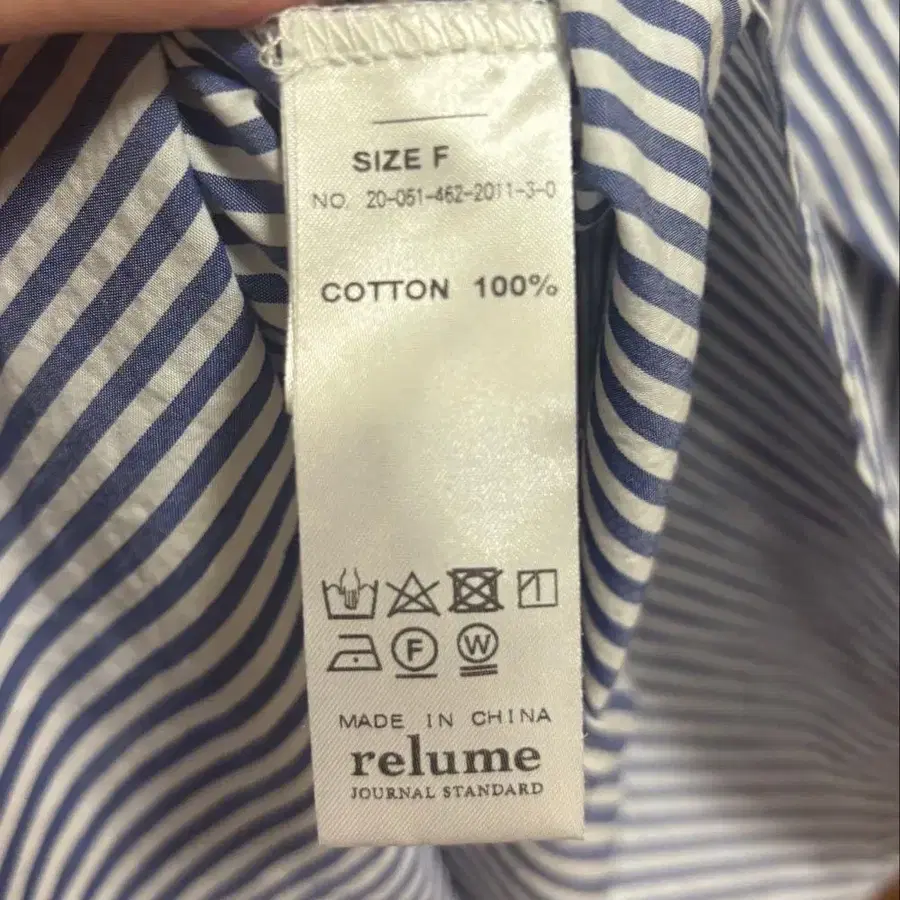 SIZE F
NO. 20-051-462-2011-3-0
COTTON 100%
F W
MADE IN CHINA
relume
JOURNAL STANDARD